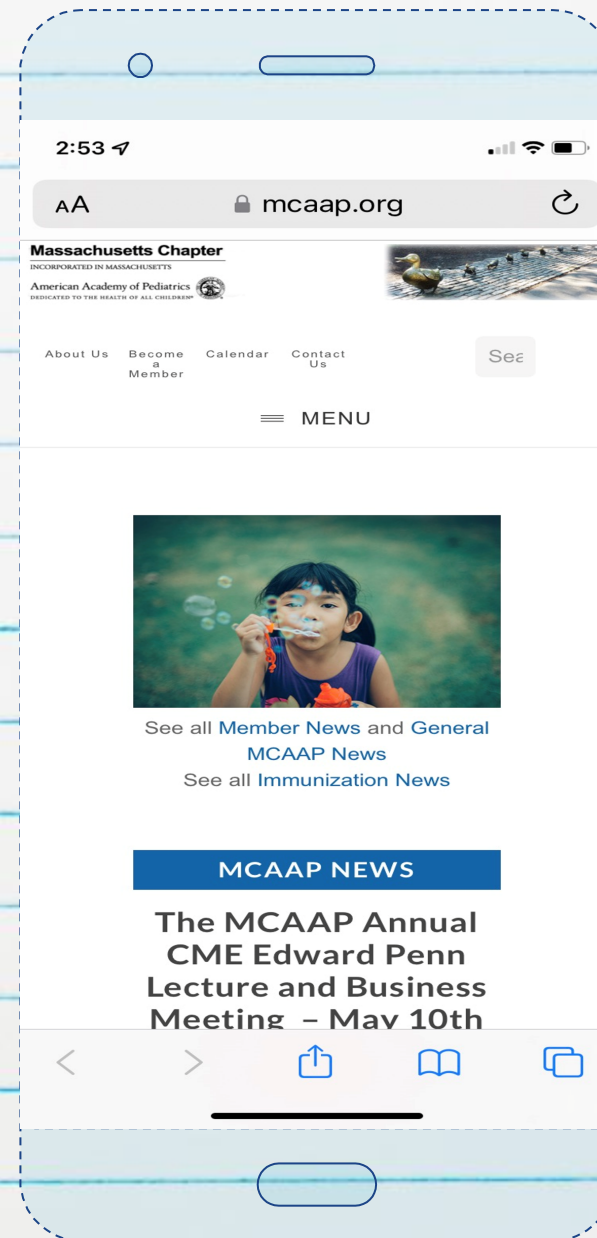 2:53
AA mcaap.org
Massachusetts Chapter
INCORPORATED IN MASSACHUSETTS
American Academy of Pediatrics
DEDICATED TO THE HEALTH OF ALL CHILDREN®
About Us
Become
a
Member
Calendar
Contact
Us
Sea
MENU
See all Member News and General
MCAAP News
See all Immunization News
MCAAP NEWS
The MCAAP Annual
CME Edward Penn
Lecture and Business
Meeting – May 10th